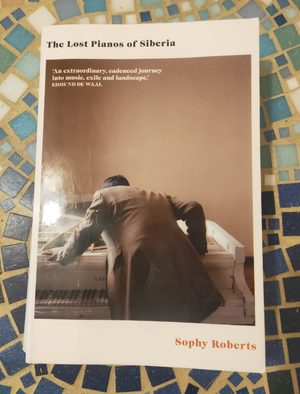 The Lost Pianos of Siberia
'An extraordinary, cadenced journey
into music, exile and landscape.'
EDMUND DE WAAL
Sophy Roberts